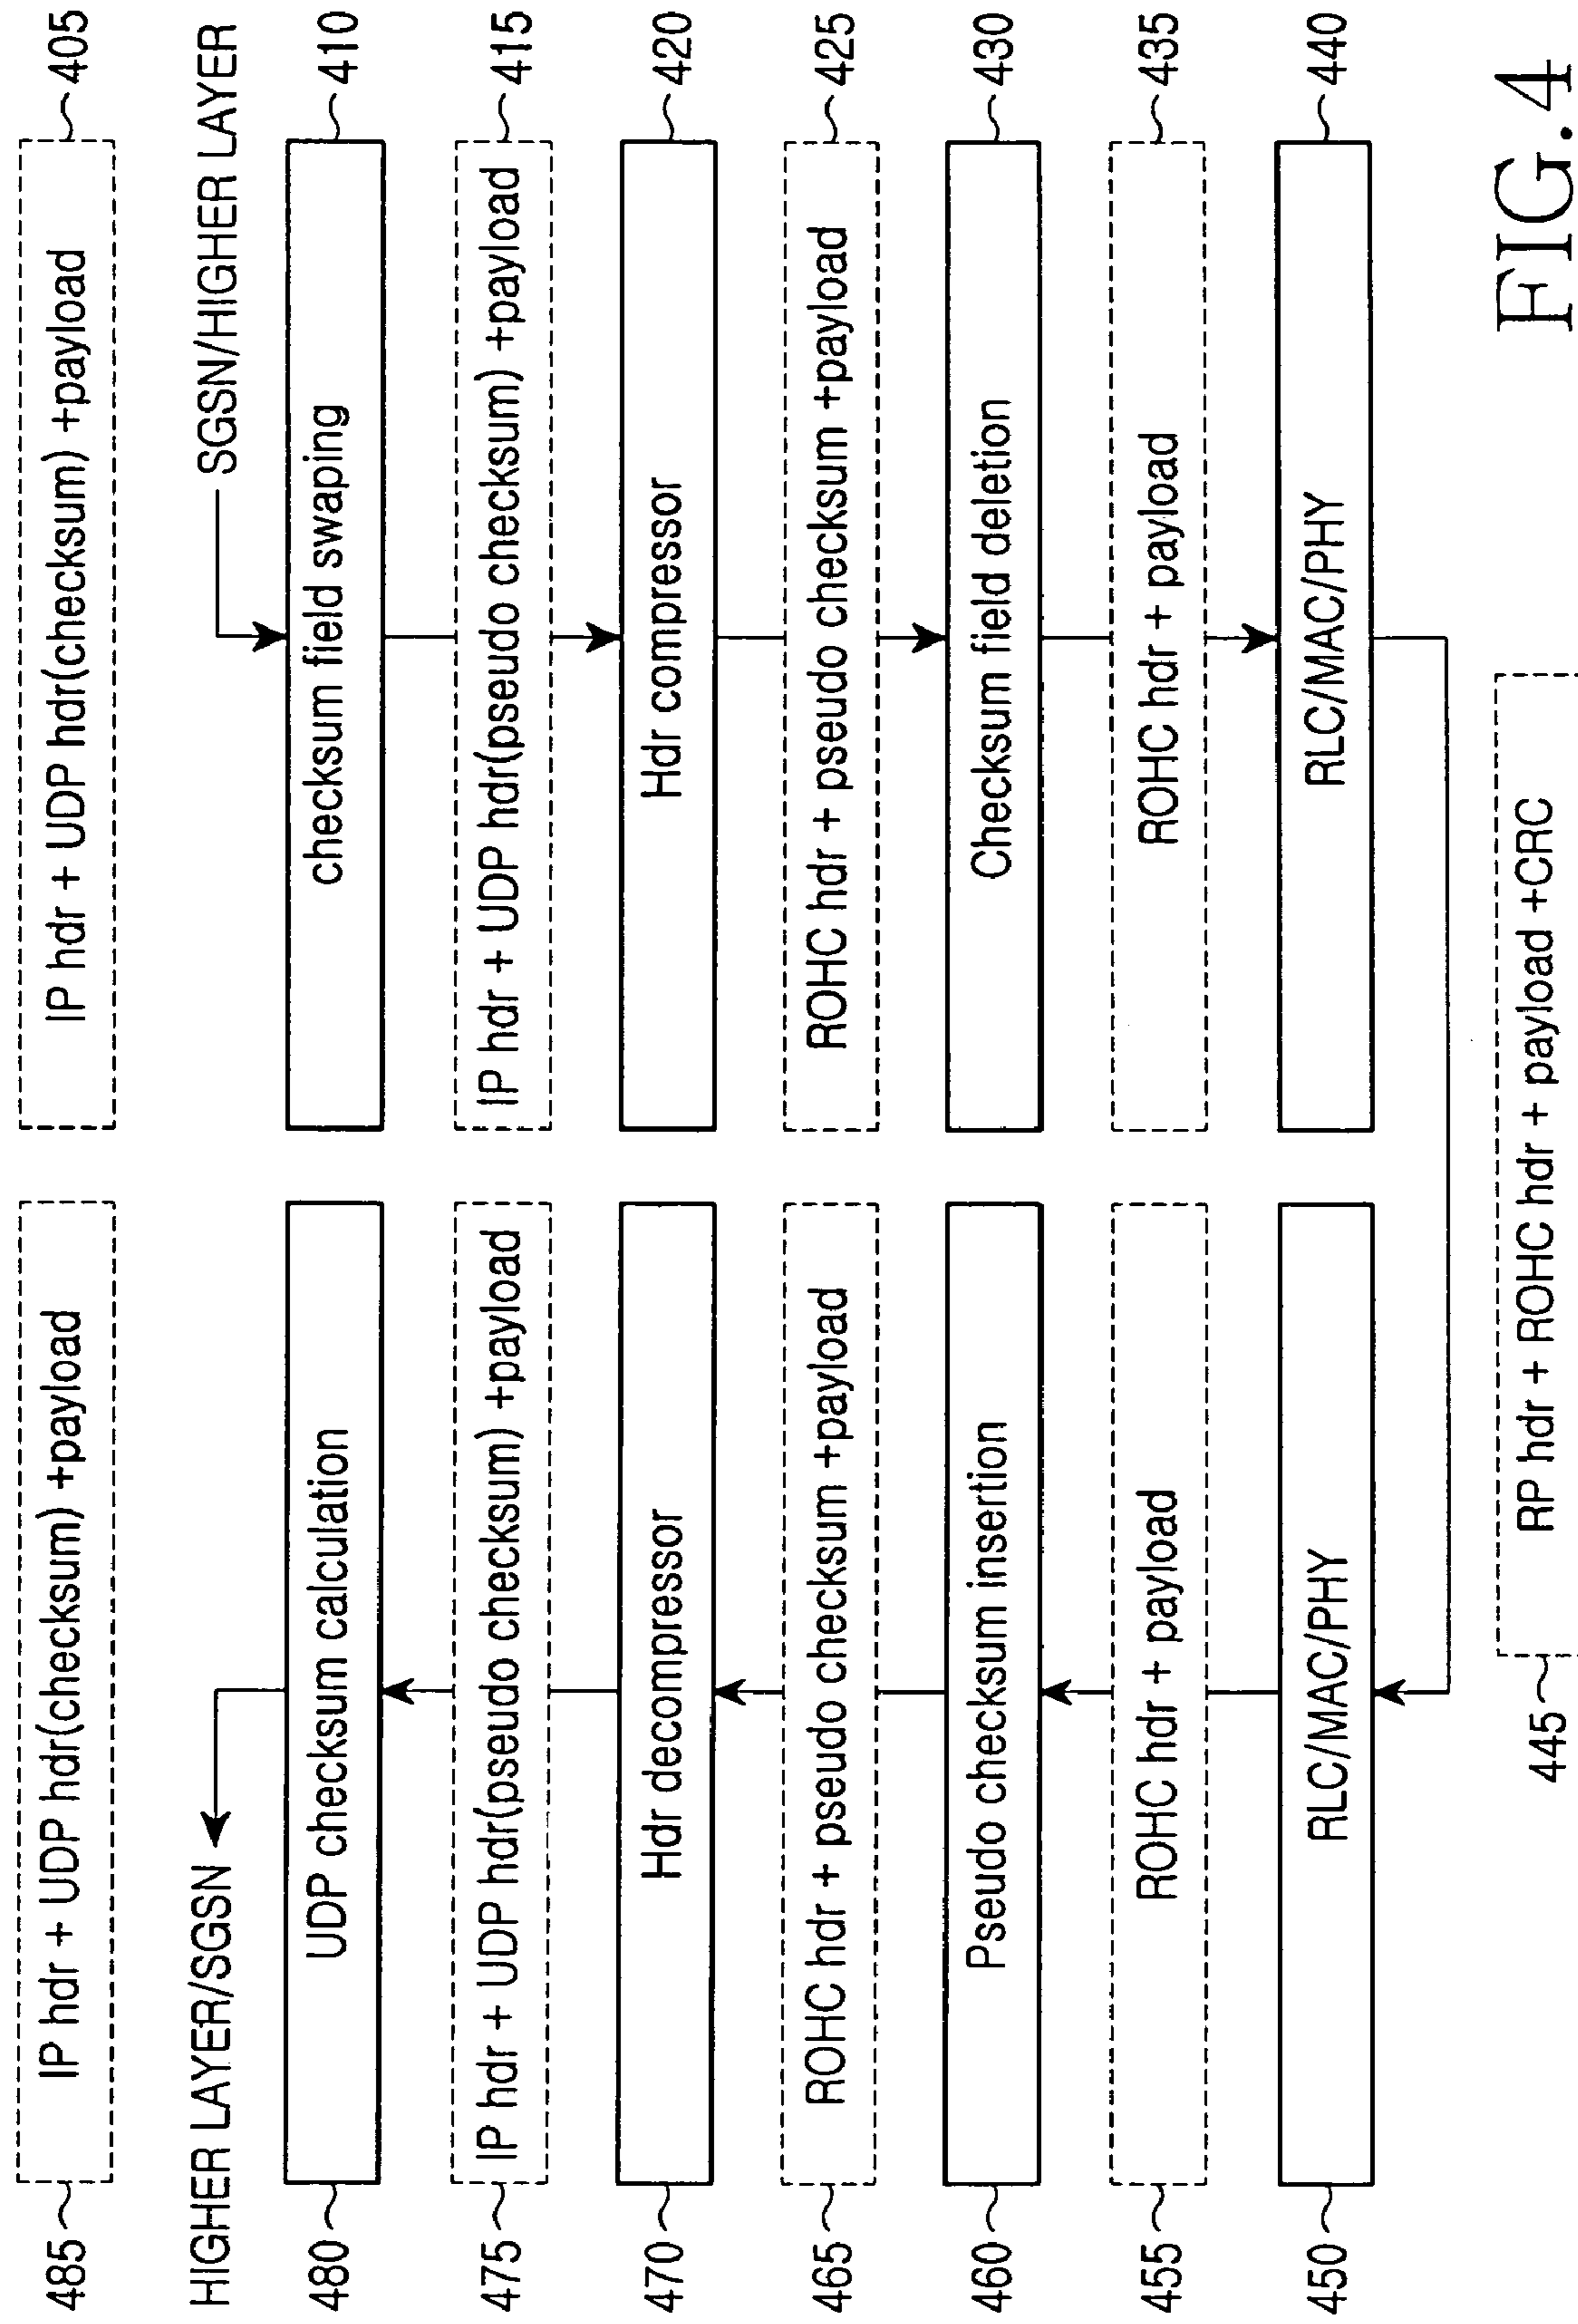 485
IP hdr + UDP hdr(checksum) +payload
IP hdr + UDP hdr(checksum) +payload
405
HIGHER LAYER/SGSN
SGSN/HIGHER LAYER
480
UDP checksum calculation
checksum field swaping
410
475
IP hdr + UDP hdr(pseudo checksum) +payload
IP hdr + UDP hdr(pseudo checksum) +payload
415
470
Hdr decompressor
Hdr compressor
420
465
ROHC hdr + pseudo checksum +payload
ROHC hdr + pseudo checksum +payload
425
460
Pseudo checksum insertion
Checksum field deletion
430
455
ROHC hdr + payload
ROHC hdr + payload
435
450
RLC/MAC/PHY
RLC/MAC/PHY
440
445
RP hdr + ROHC hdr + payload +CRC
FIG.4